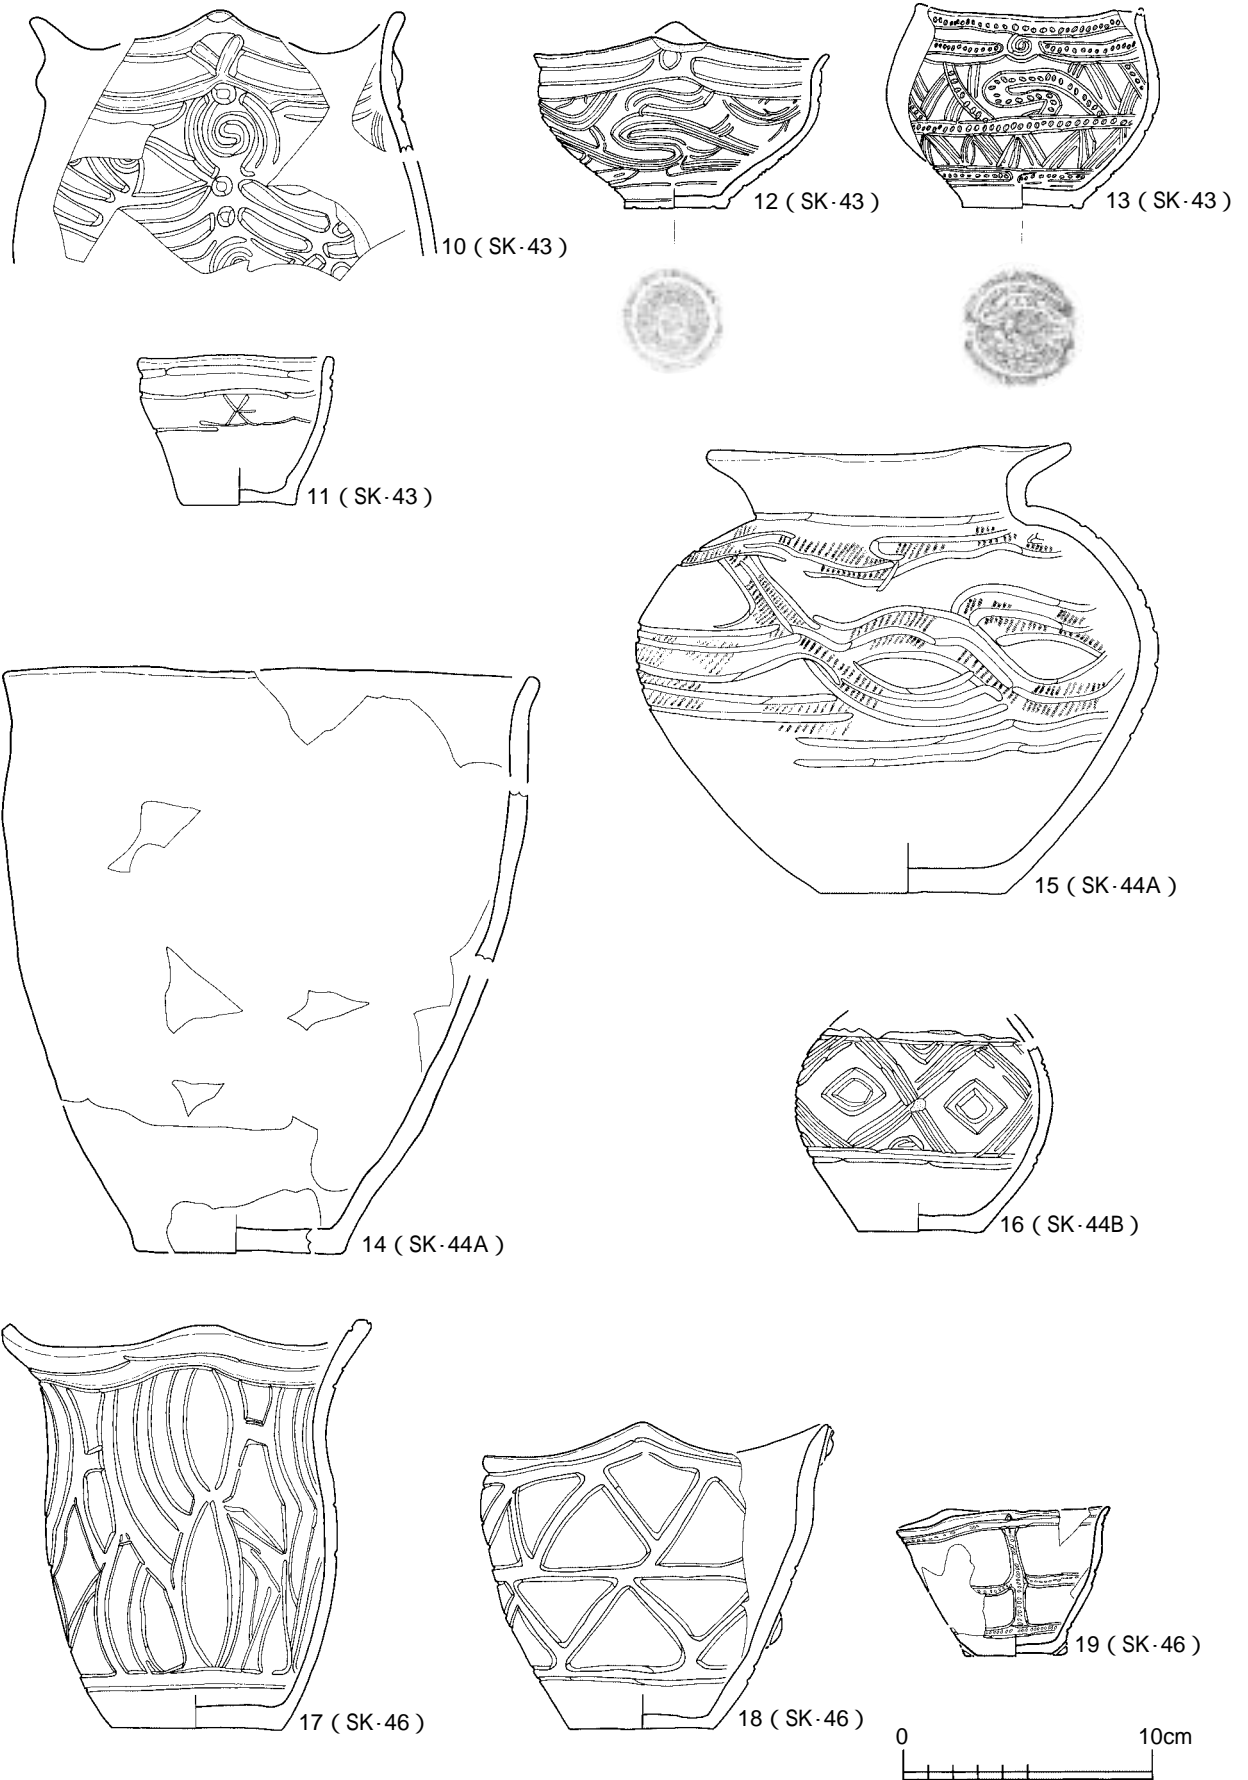 10 ( SK·43 )
12 ( SK·43 )
13 ( SK·43 )
11 ( SK·43 )
15 ( SK·44A )
14 ( SK·44A )
16 ( SK·44B )
17 ( SK·46 )
18 ( SK·46 )
19 ( SK·46 )
0 10cm